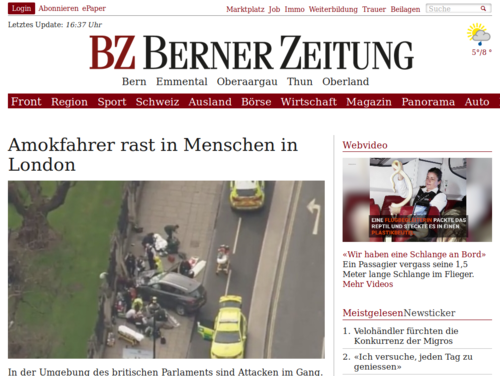 Login Abonnieren ePaper Marktplatz Job Immo Weiterbildung Trauer Beilagen Suche
Letztes Update: 16:37 Uhr
BZ BERNER ZEITUNG
5°/8 °
Bern Emmental Oberaargau Thun Oberland
Front Region Sport Schweiz Ausland Börse Wirtschaft Magazin Panorama Auto
Amokfahrer rast in Menschen in
London
In der Umgebung des britischen Parlaments sind Attacken im Gang.
Webvideo
EINE FLUGBEGLEITERIN PACKTE DAS
REPTIL UND STECKTE ES IN EINEN
PLASTIKBEUTEL
«Wir haben eine Schlange an Bord»
Ein Passagier vergass seine 1,5
Meter lange Schlange im Flieger.
Mehr Videos
MeistgelesenNewsticker
1. Velohändler fürchten die
Konkurrenz der Migros
2. «Ich versuche, jeden Tag zu
geniessen»